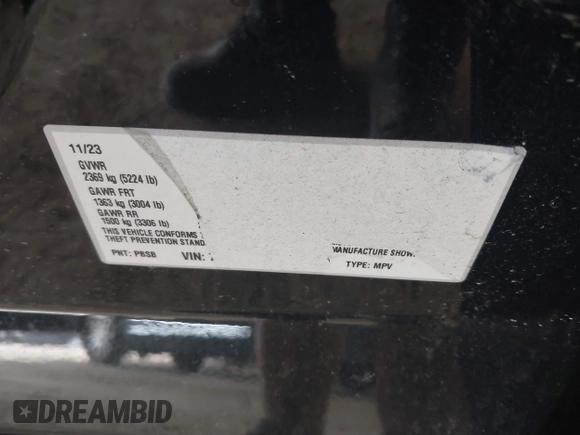 11/23
GVWR
2369 kg (5224 lb)
GAWR FRT
1363 kg (3004 lb)
GAWR RR
1500 kg (3306 lb)
THIS VEHICLE CONFORMS
THEFT PREVENTION STAND
MANUFACTURE SHOW
PNT: PBSB VIN: TYPE: MPV
DREAMBID